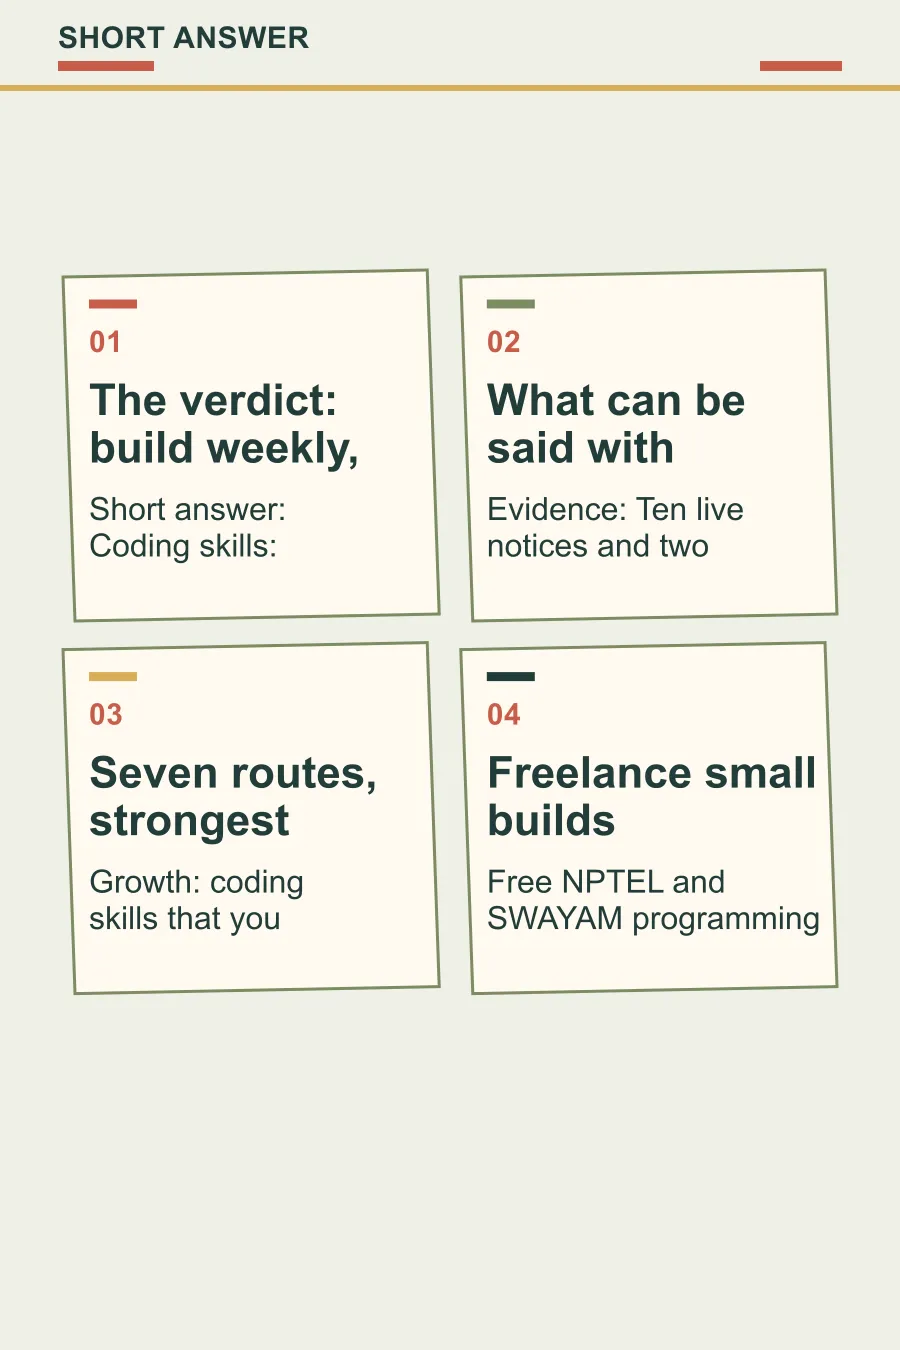 SHORT ANSWER
01
The verdict:
build weekly,
Short answer:
Coding skills:
02
What can be
said with
Evidence: Ten live
notices and two
03
Seven routes,
strongest
Growth: coding
skills that you
04
Freelance small
builds
Free NPTEL and
SWAYAM programming